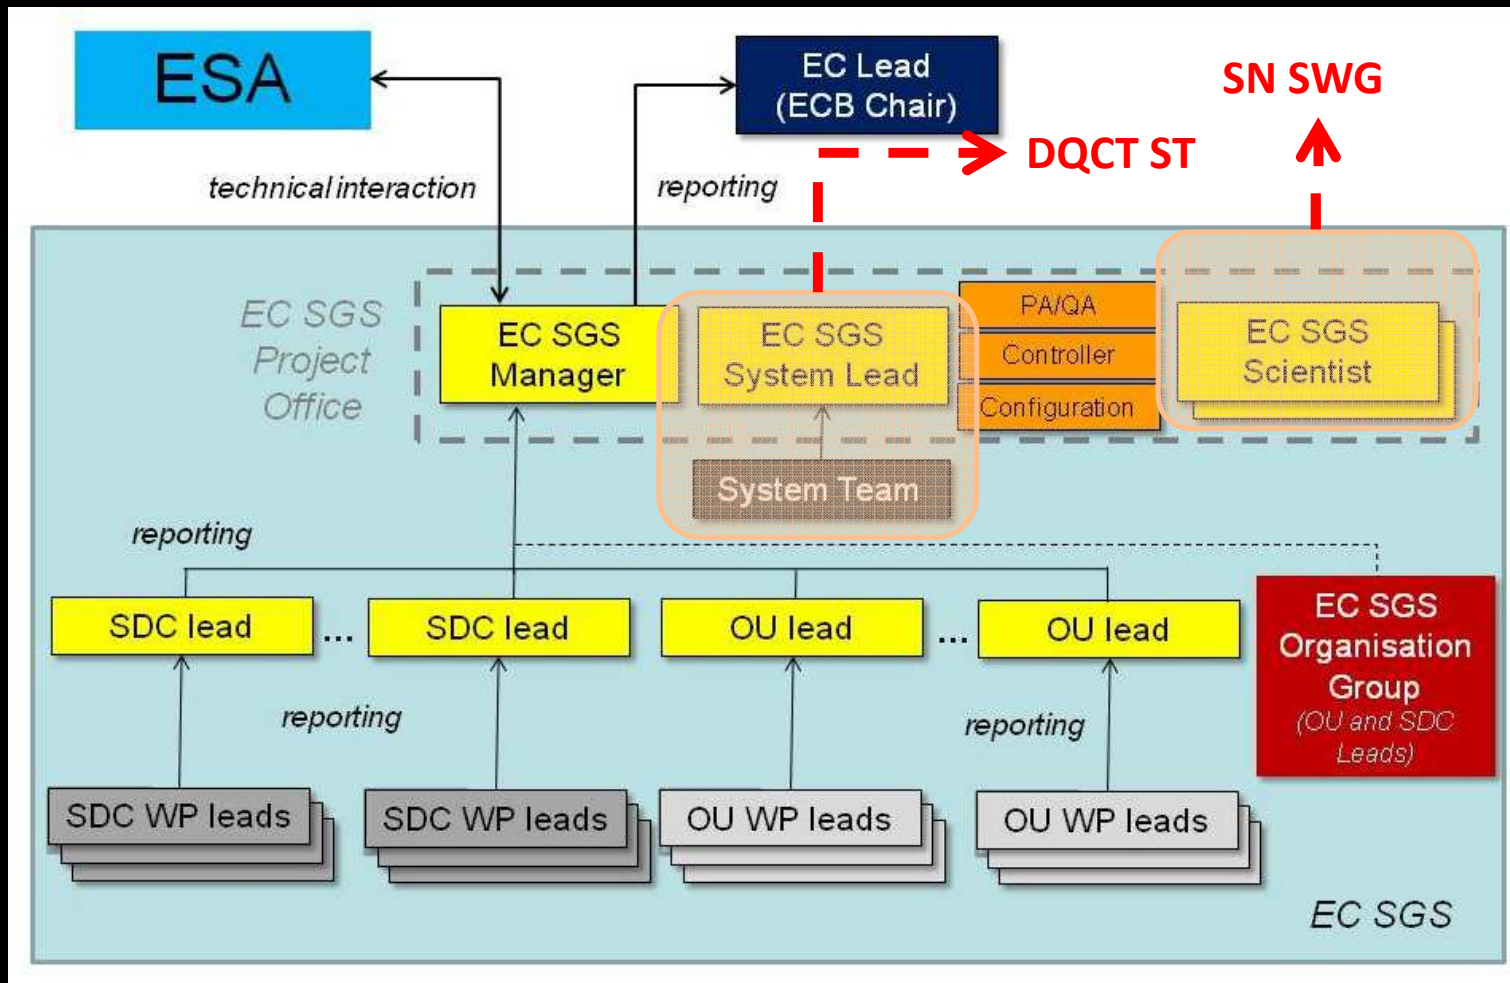 ESA
EC Lead
(ECB Chair)
SN SWG
DQCT ST
technical interaction
reporting
EC SGS
Project
Office
EC SGS
Manager
EC SGS
System Lead
PA/QA
Controller
Configuration
EC SGS
Scientist
System Team
reporting
SDC lead
...
SDC lead
OU lead
...
OU lead
EC SGS
Organisation
Group
(OU and SDC
Leads)
reporting
reporting
SDC WP leads
SDC WP leads
OU WP leads
OU WP leads
EC SGS